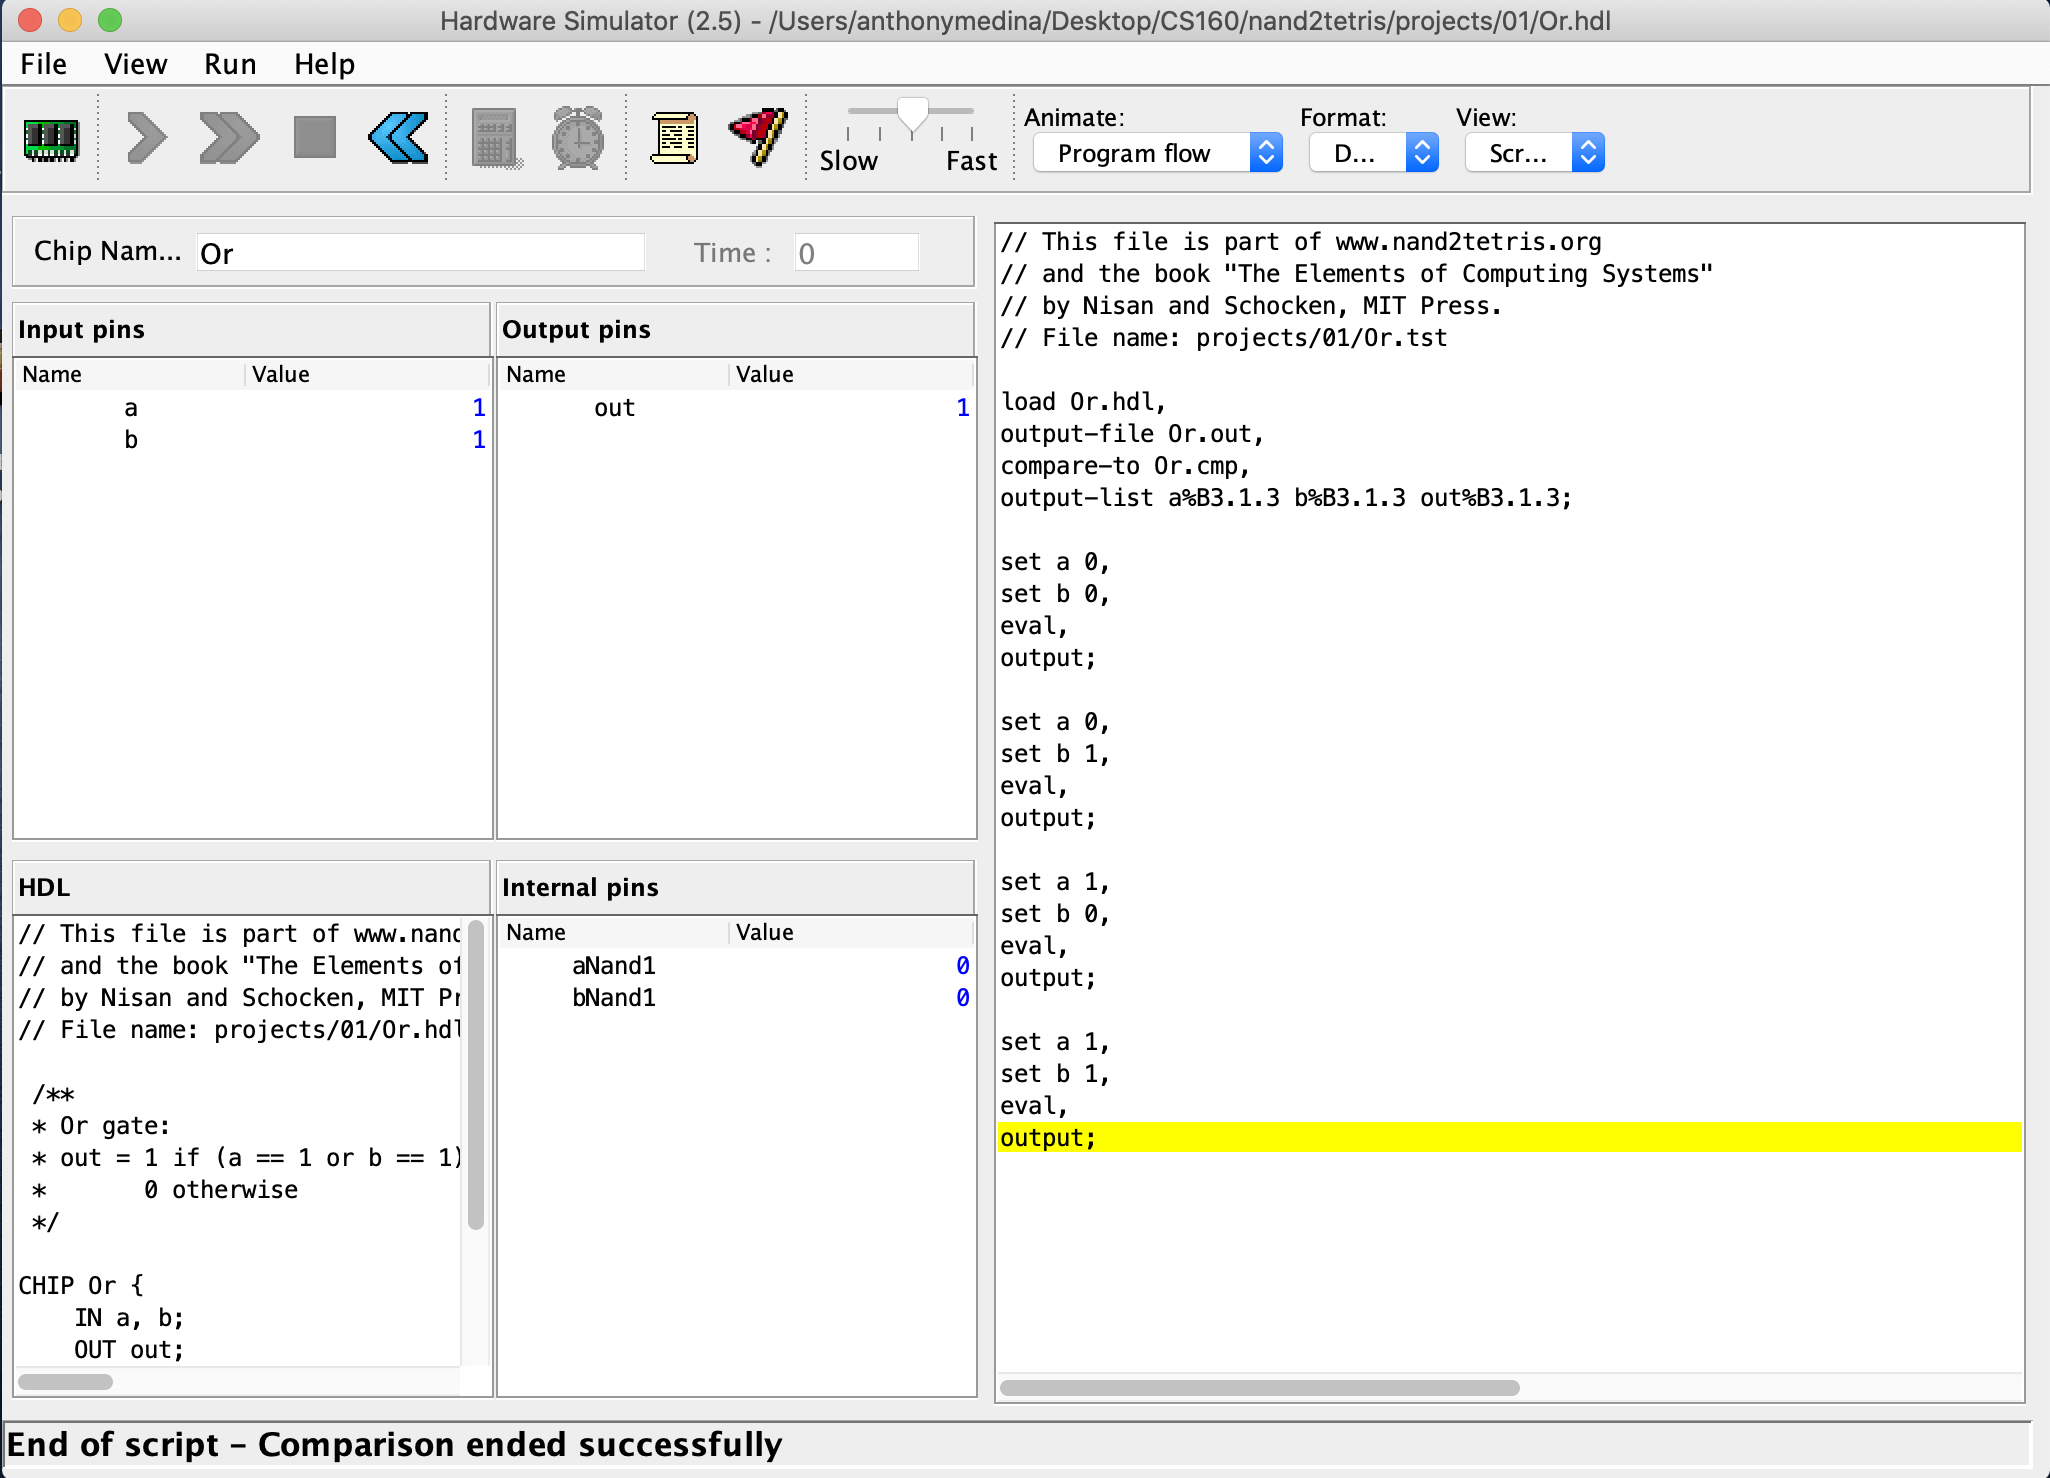 Hardware Simulator (2.5) - /Users/anthonymedina/Desktop/CS160/nand2tetris/projects/01/Or.hdl
File View Run Help
Slow Fast
Animate: Format: View:
Program flow D... Scr...
Chip Nam... Or Time : 0
Input pins
Name Value
a 1
b 1
Output pins
Name Value
out 1
HDL
// This file is part of www.nand
// and the book "The Elements of
// by Nisan and Schocken, MIT Pr
// File name: projects/01/Or.hdl
/**
* Or gate:
* out = 1 if (a == 1 or b == 1)
* 0 otherwise
*/
CHIP Or {
IN a, b;
OUT out;
Internal pins
Name Value
aNand1 0
bNand1 0
// This file is part of www.nand2tetris.org
// and the book "The Elements of Computing Systems"
// by Nisan and Schocken, MIT Press.
// File name: projects/01/Or.tst
load Or.hdl,
output-file Or.out,
compare-to Or.cmp,
output-list a%B3.1.3 b%B3.1.3 out%B3.1.3;
set a 0,
set b 0,
eval,
output;
set a 0,
set b 1,
eval,
output;
set a 1,
set b 0,
eval,
output;
set a 1,
set b 1,
eval,
output;
End of script - Comparison ended successfully